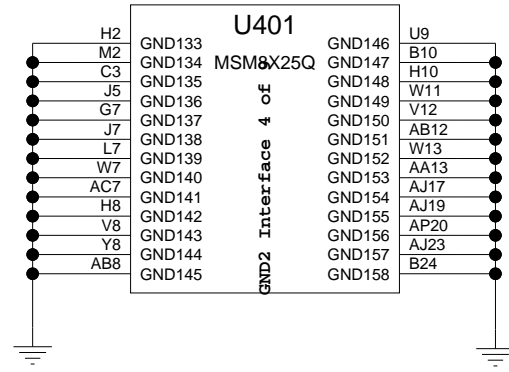 U401
MSM8X25Q
GND2 Interface 4 of 5
H2 GND133 GND146 U9
M2 GND134 GND147 B10
C3 GND135 GND148 H10
J5 GND136 GND149 W11
G7 GND137 GND150 V12
J7 GND138 GND151 AB12
L7 GND139 GND152 W13
W7 GND140 GND153 AA13
AC7 GND141 GND154 AJ17
H8 GND142 GND155 AJ19
V8 GND143 GND156 AP20
Y8 GND144 GND157 AJ23
AB8 GND145 GND158 B24